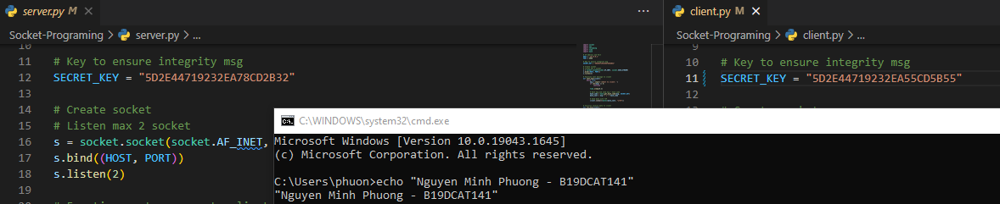 server.py M
Socket-Programing > server.py > ...
11 # Key to ensure integrity msg
12 SECRET_KEY = "5D2E44719232EA78CD2B32"
13
14 # Create socket
15 # Listen max 2 socket
16 s = socket.socket(socket.AF_INET,
17 s.bind((HOST, PORT))
18 s.listen(2)
19
client.py M
Socket-Programing > client.py > ...
9
10 # Key to ensure integrity msg
11 SECRET_KEY = "5D2E44719232EA55CD5B55"
12
C:\WINDOWS\system32\cmd.exe
Microsoft Windows [Version 10.0.19043.1645]
(c) Microsoft Corporation. All rights reserved.
C:\Users\phuon>echo "Nguyen Minh Phuong - B19DCAT141"
"Nguyen Minh Phuong - B19DCAT141"